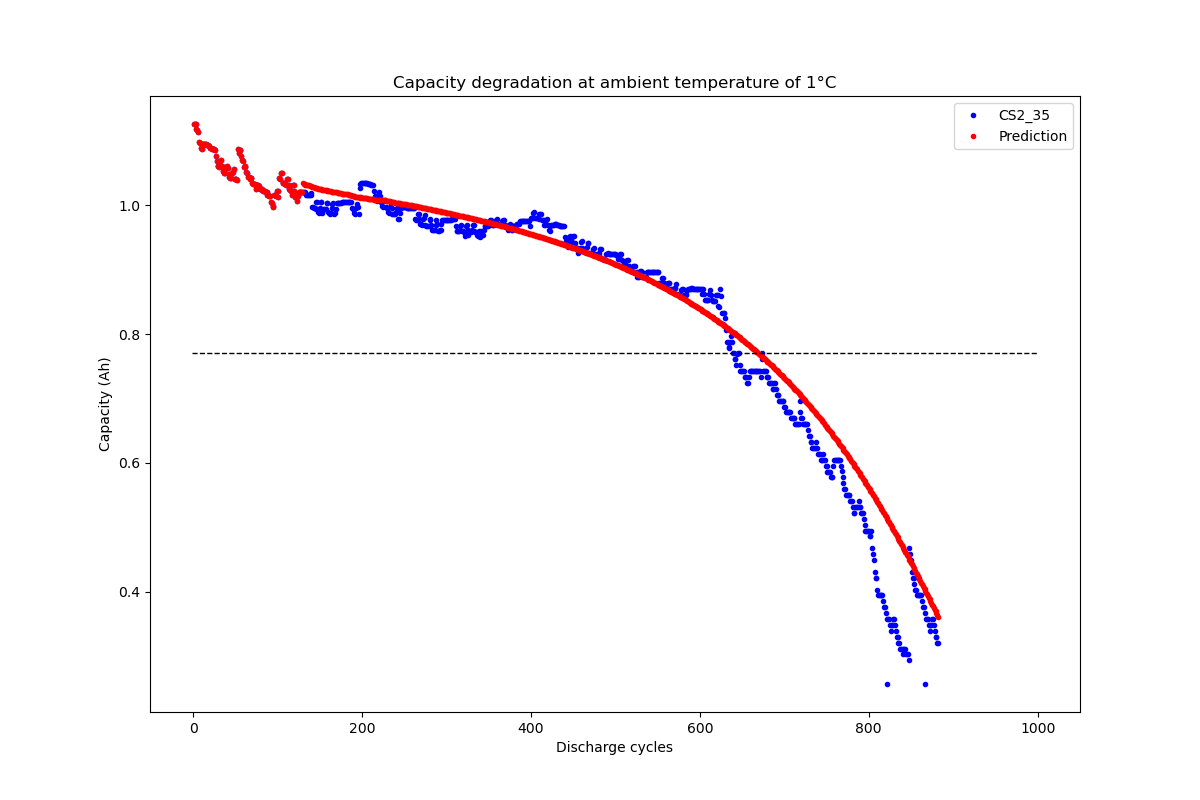 Capacity degradation at ambient temperature of 1°C
CS2_35
Prediction
1.0
0.8
0.6
0.4
Capacity (Ah)
0
200
400
600
800
1000
Discharge cycles